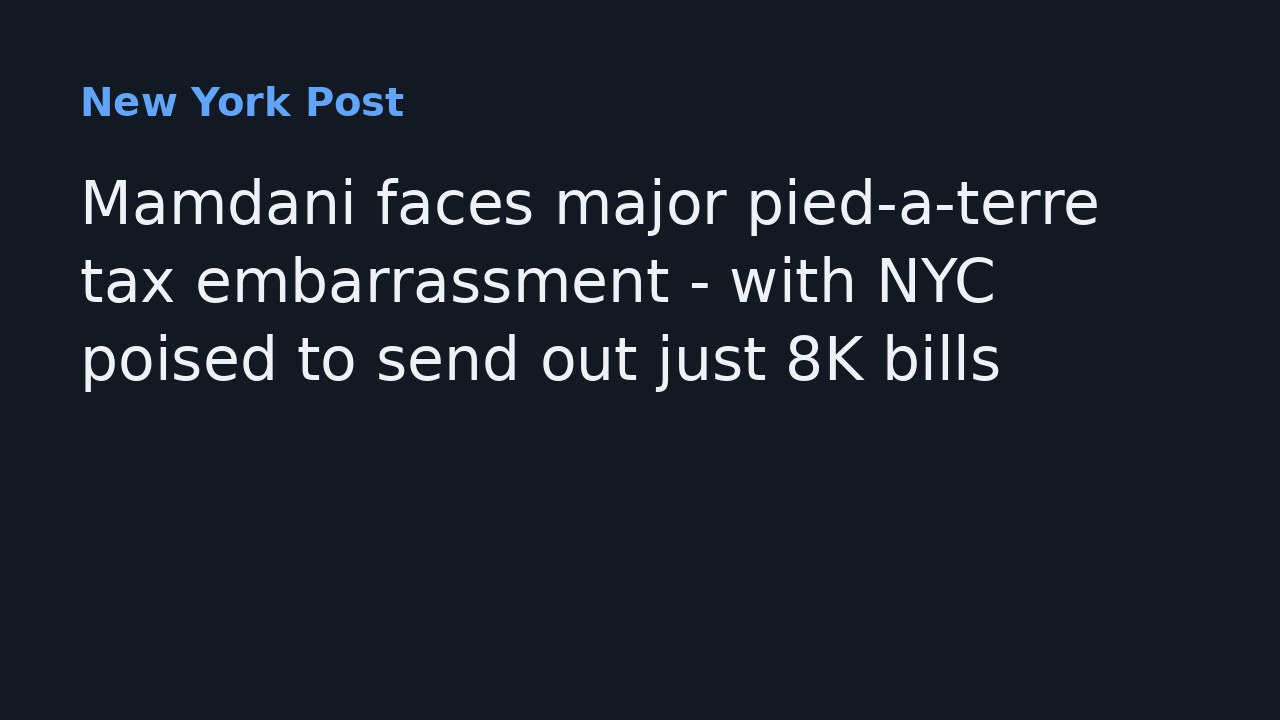 New York Post
Mamdani faces major pied-a-terre
tax embarrassment - with NYC
poised to send out just 8K bills